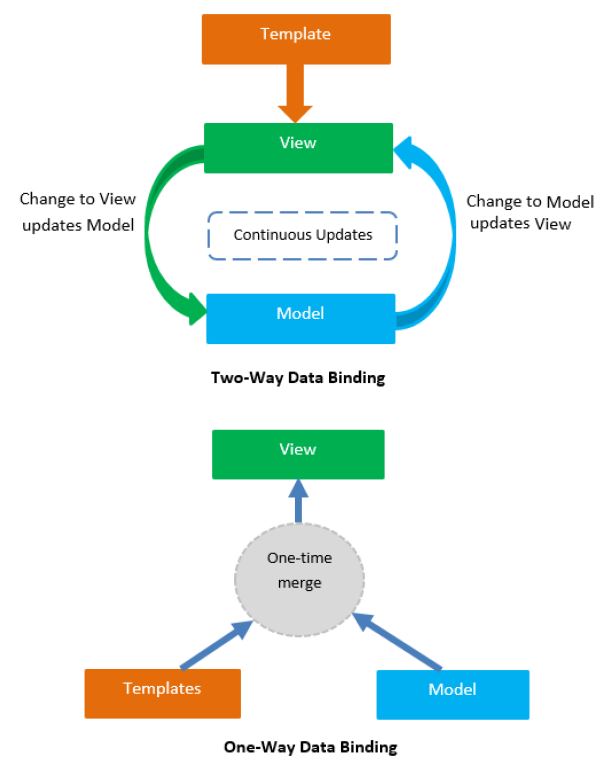 Template
View
Change to View
updates Model
Change to Model
updates View
Continuous Updates
Model
Two-Way Data Binding
View
One-time
merge
Templates
Model
One-Way Data Binding